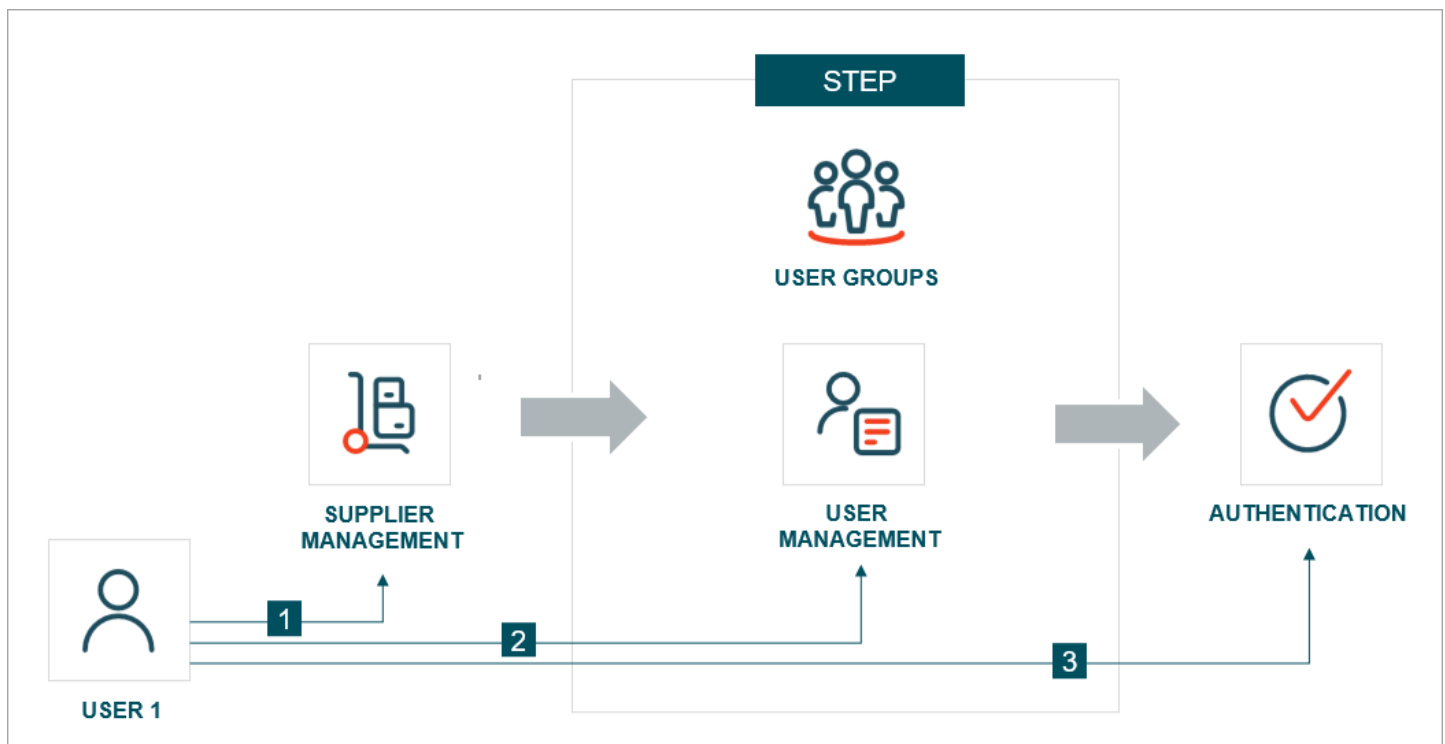 STEP
USER GROUPS
SUPPLIER
MANAGEMENT
USER
MANAGEMENT
AUTHENTICATION
1
2
3
USER 1